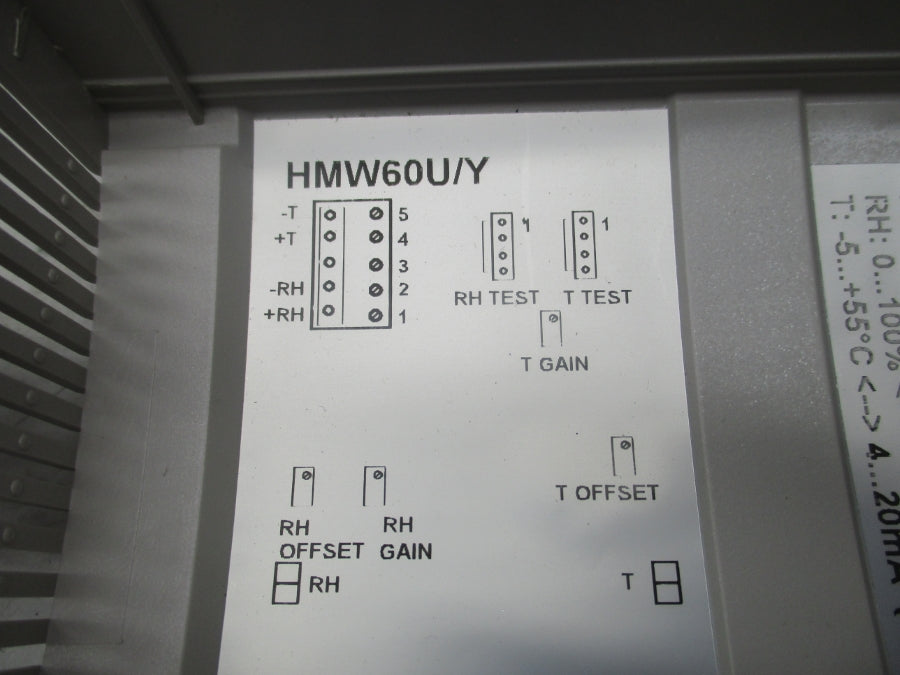 HMW60U/Y
-T 5
+T 4
3
-RH 2
+RH 1
1 1
RH TEST T TEST
T GAIN
T OFFSET
RH RH
OFFSET GAIN
RH T
RH: 0...100% <
T: -5...+55°C <--> 4...20mA